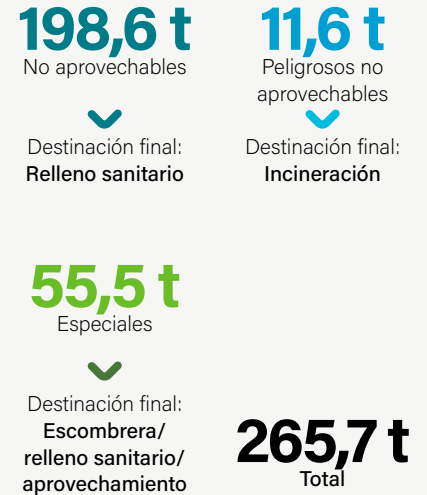 198,6 t
No aprovechables
Destinación final:
Relleno sanitario
11,6 t
Peligrosos no
aprovechables
Destinación final:
Incineración
55,5 t
Especiales
Destinación final:
Escombrera/
relleno sanitario/
aprovechamiento
265,7 t
Total